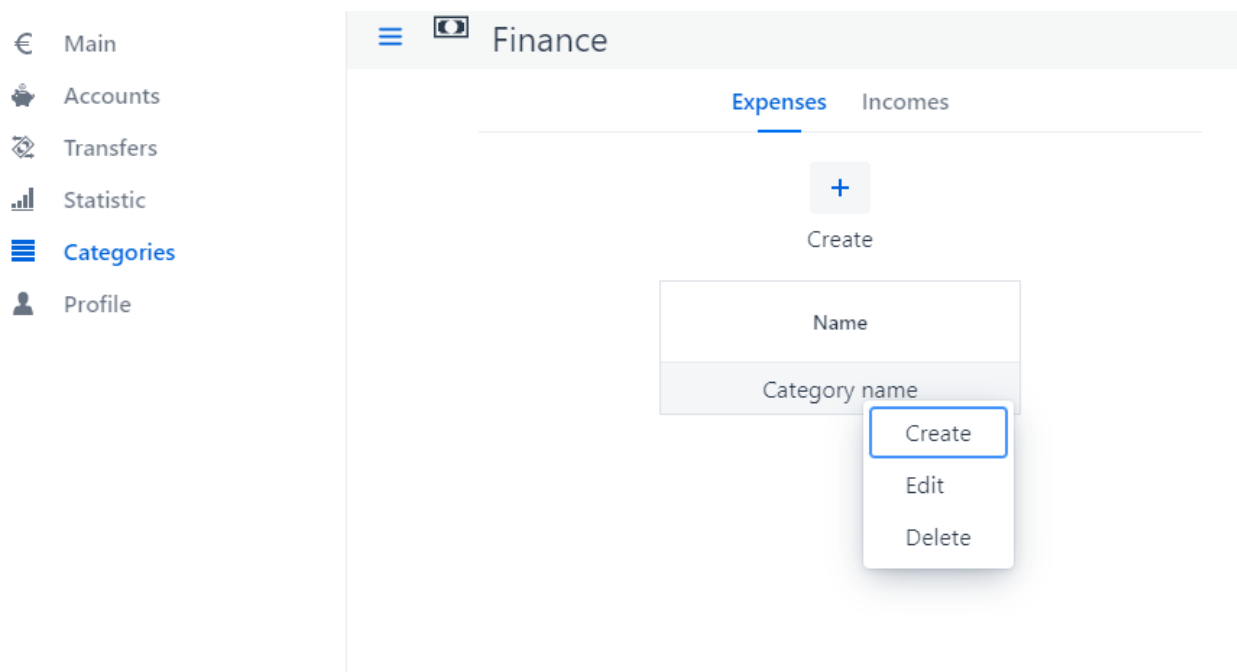 € Main
Accounts
Transfers
Statistic
Categories
Profile
Finance
Expenses Incomes
+
Create
Name
Category name
Create
Edit
Delete